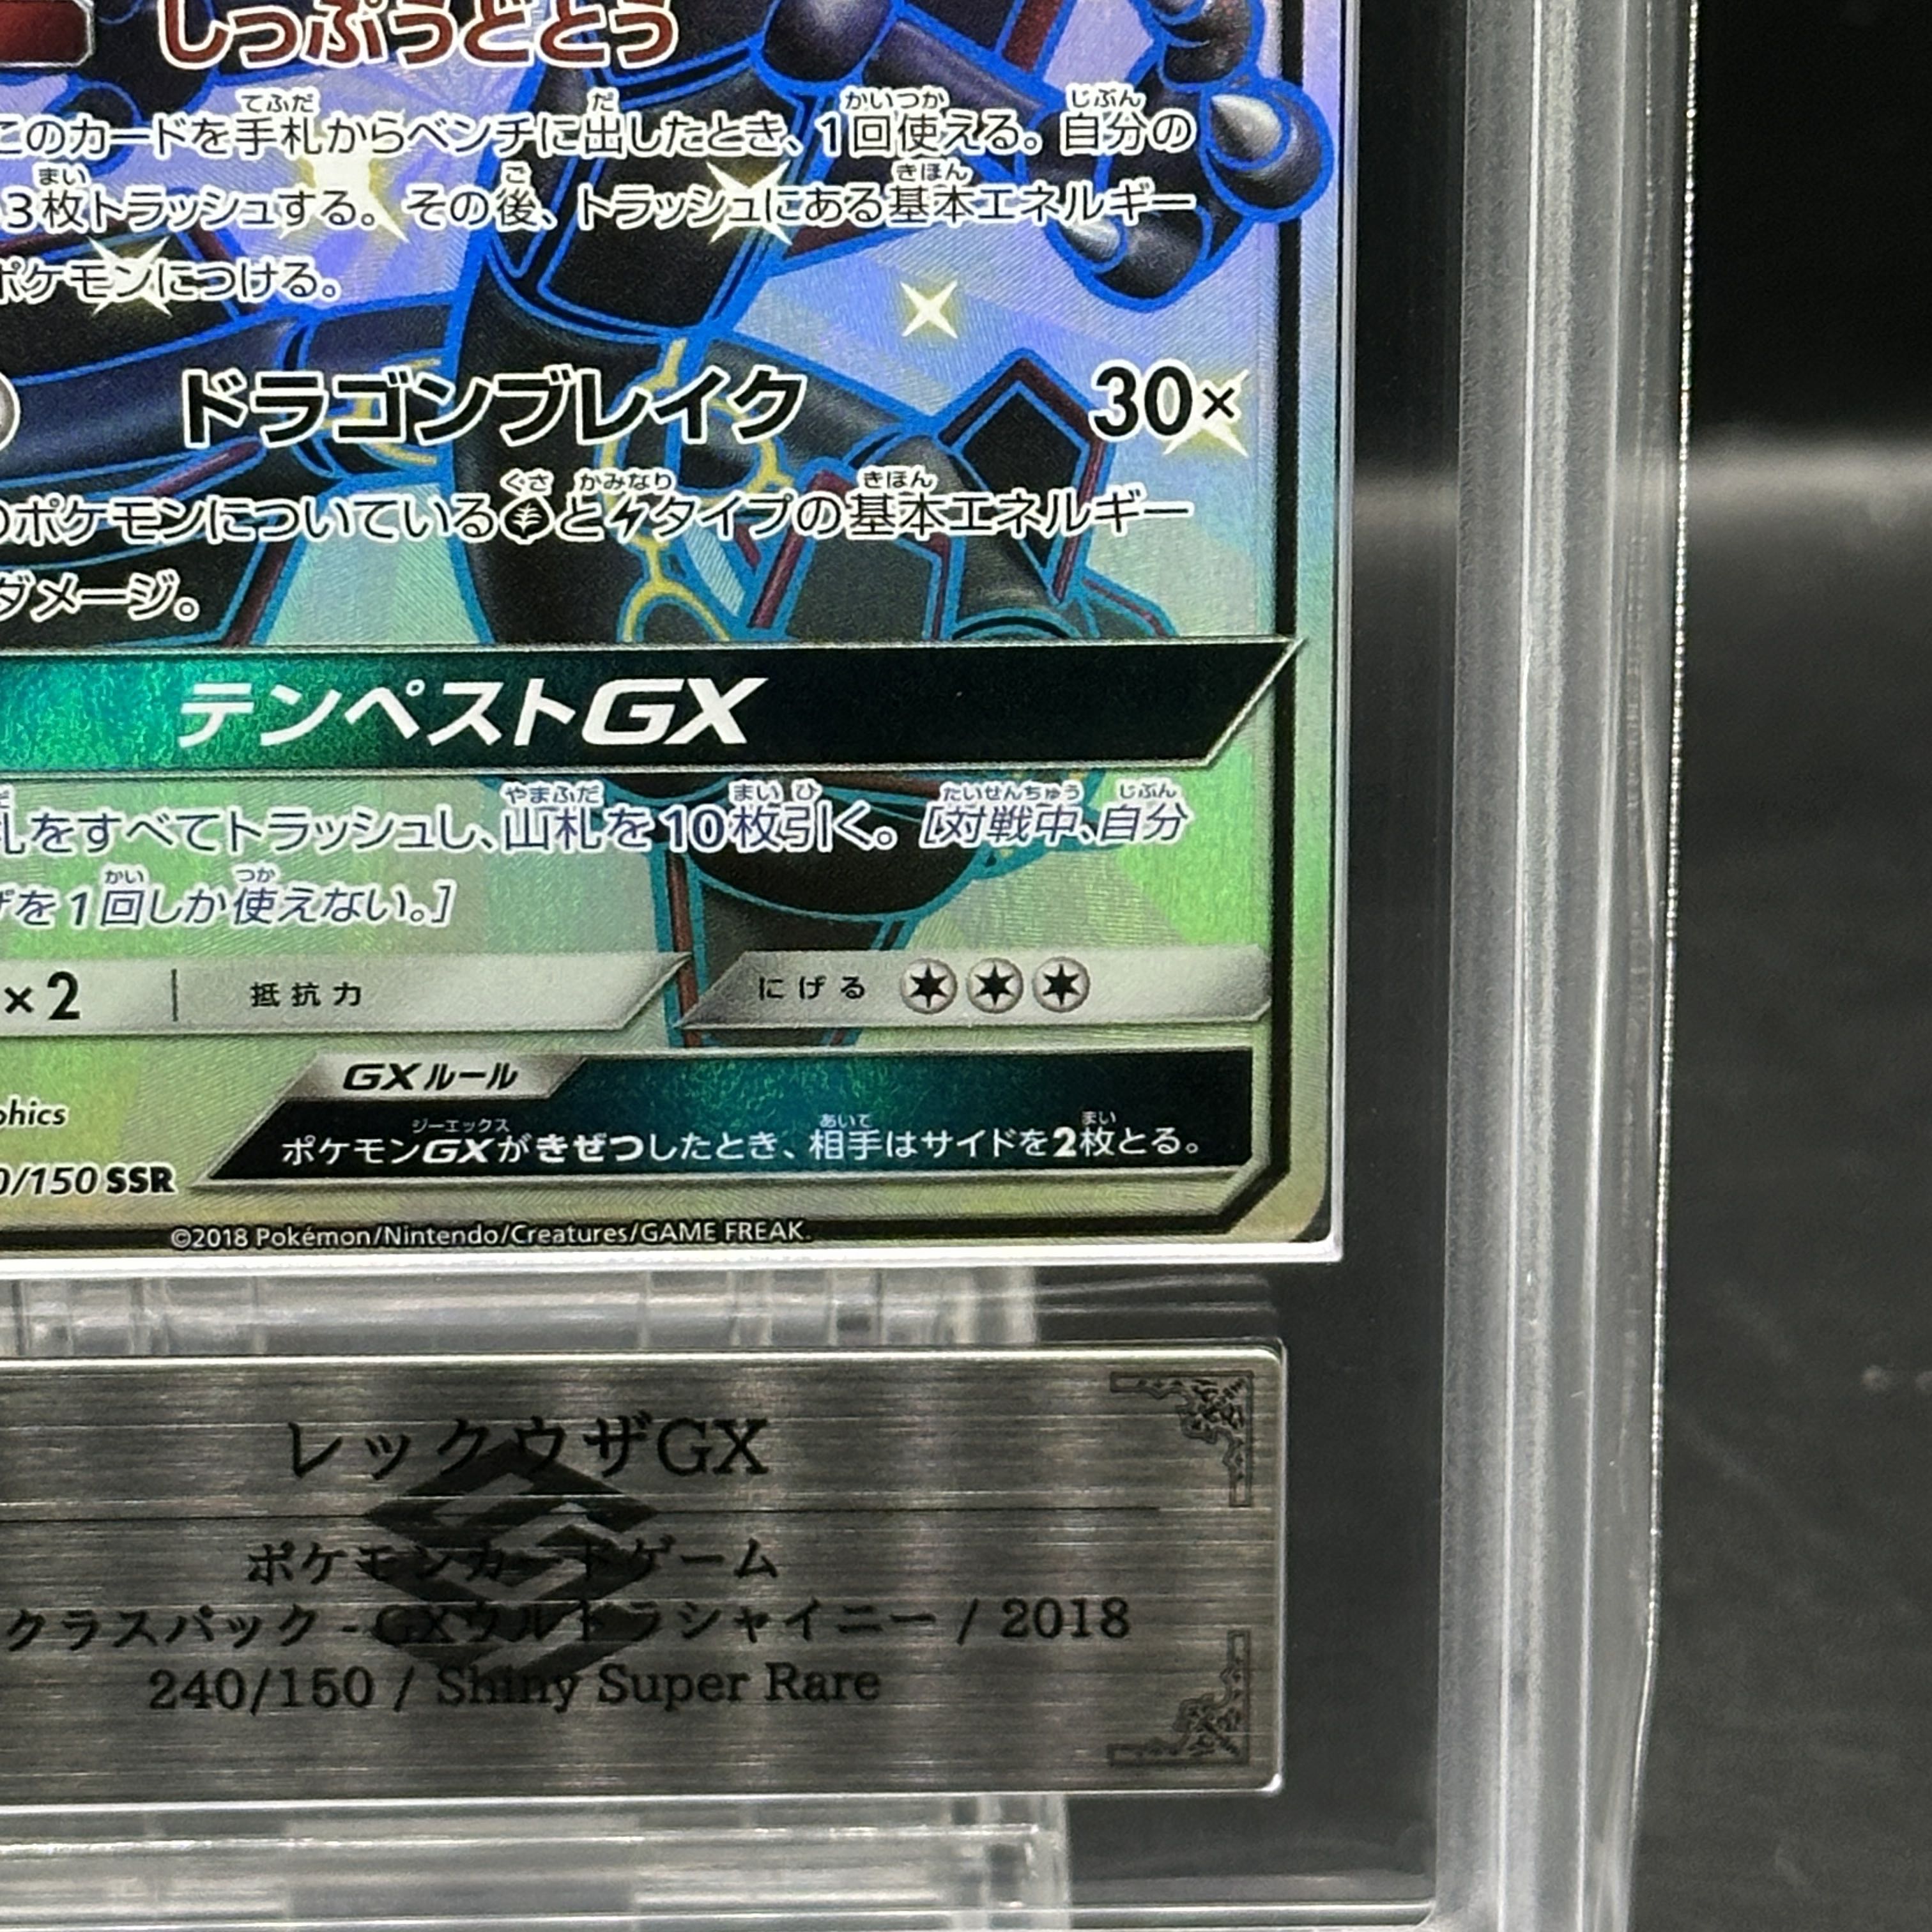 しっぷうどとう
このカードを手札からベンチに出したとき、1回使える。自分の
3枚トラッシュする。その後、トラッシュにある基本エネルギー
ポケモンにつける。
ドラゴンブレイク 30×
のポケモンについているとタイプの基本エネルギー
ダメージ。
テンペストGX
札をすべてトラッシュし、山札を10枚引く。[対戦中、自分
ザを1回しか使えない。]
×2 抵抗力 にげる
GXルール
ポケモンGXがきぜつしたとき、相手はサイドを2枚とる。
/150 SSR
©2018 Pokémon/Nintendo/Creatures/GAME FREAK.
レックウザGX
ポケモンカードゲーム
クラスパック - GXウルトラシャイニー / 2018
240/150 / Shiny Super Rare